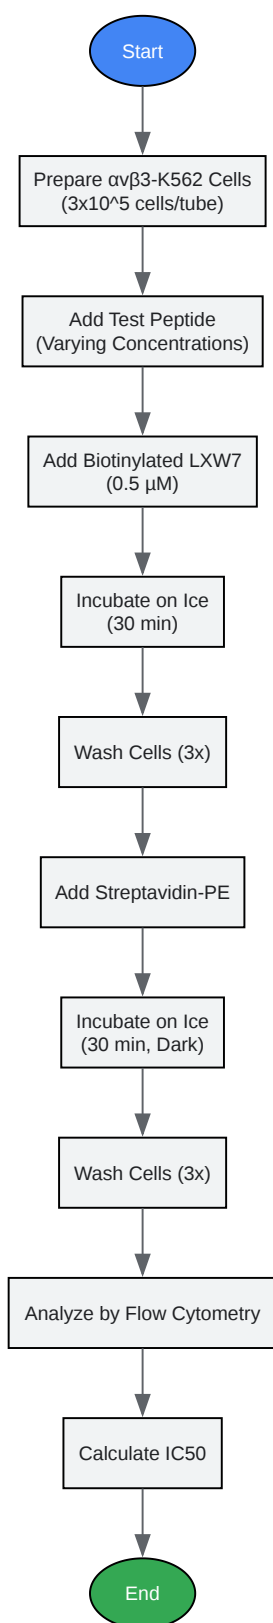 Start
Prepare αvβ3-K562 Cells
(3x10^5 cells/tube)
Add Test Peptide
(Varying Concentrations)
Add Biotinylated LXW7
(0.5 µM)
Incubate on Ice
(30 min)
Wash Cells (3x)
Add Streptavidin-PE
Incubate on Ice
(30 min, Dark)
Wash Cells (3x)
Analyze by Flow Cytometry
Calculate IC50
End